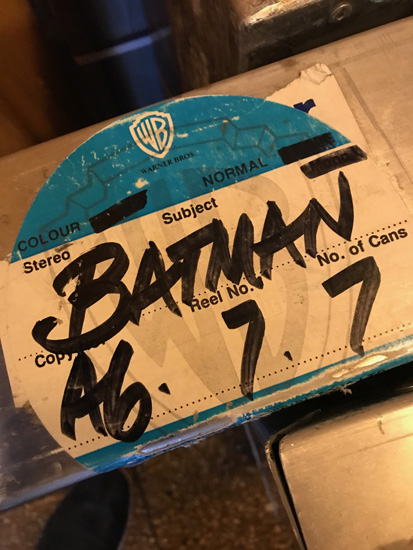 WB
WARNER BROS
COLOUR NORMAL
Stereo Subject
BATMAN
Reel No. No. of Cans
Copy
A6. 7. 7